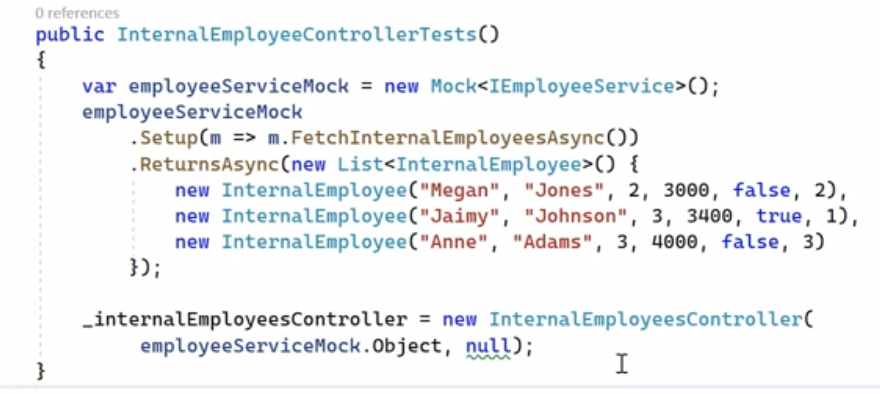 0 references
public InternalEmployeeControllerTests()
{
    var employeeServiceMock = new Mock<IEmployeeService>();
    employeeServiceMock
        .Setup(m => m.FetchInternalEmployeesAsync())
        .ReturnsAsync(new List<InternalEmployee>() {
            new InternalEmployee("Megan", "Jones", 2, 3000, false, 2),
            new InternalEmployee("Jaimy", "Johnson", 3, 3400, true, 1),
            new InternalEmployee("Anne", "Adams", 3, 4000, false, 3)
        });
    _internalEmployeesController = new InternalEmployeesController(
         employeeServiceMock.Object, null);
}